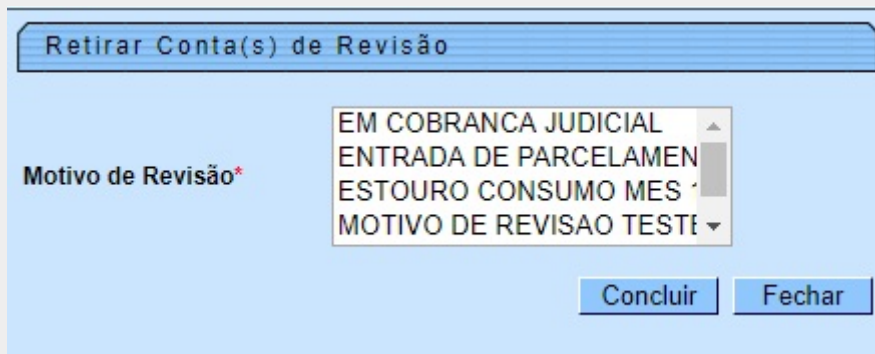 Retirar Conta(s) de Revisão
EM COBRANCA JUDICIAL
ENTRADA DE PARCELAMEN
Motivo de Revisão*
ESTOURO CONSUMO MES
MOTIVO DE REVISAO TESTE
Concluir Fechar